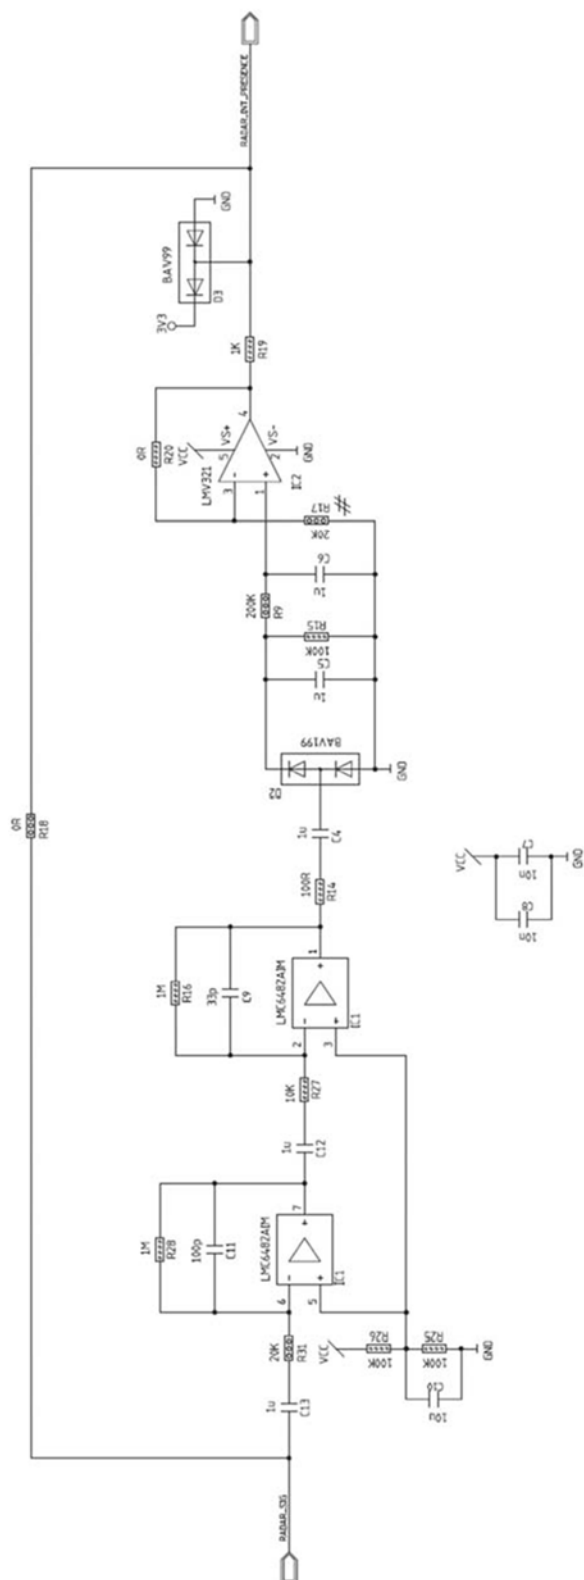 RADAR_INT_PRESENCE
GND
BAV99
D3
3V3
1K
R19
0R
R20
VCC
VS+
5
4
LMV321
3
1
2
VS-
GND
IC2
R17
20K
C6
1u
200K
R9
R15
100K
C5
1u
BAV199
D2
GND
0R
R18
1u
C4
100R
R14
VCC
C7
10n
C8
10n
GND
1M
R16
33p
C9
LMC6482AIM
1
2
3
IC1
10K
R27
1u
C12
1M
R28
100p
C11
LMC6482AIM
7
6
5
IC1
20K
R31
VCC
R26
100K
R25
100K
GND
C10
10u
1u
C13